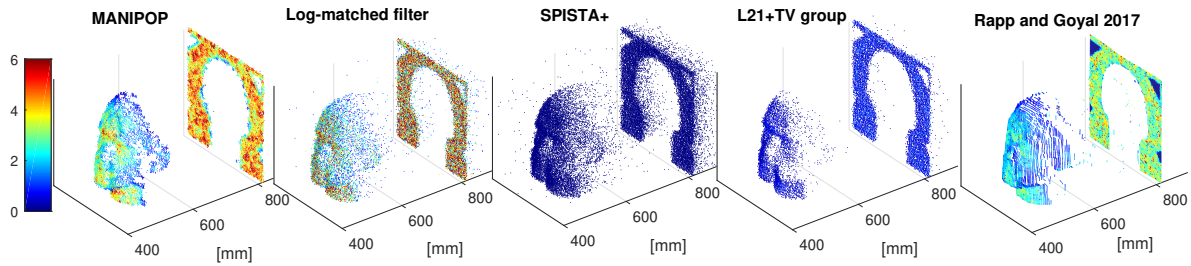 MANIPOP
Log-matched filter
SPISTA+
L21+TV group
Rapp and Goyal 2017
6
4
2
0
800
600
400
[mm]
800
600
400
[mm]
800
600
400
[mm]
800
600
400
[mm]
800
600
400
[mm]